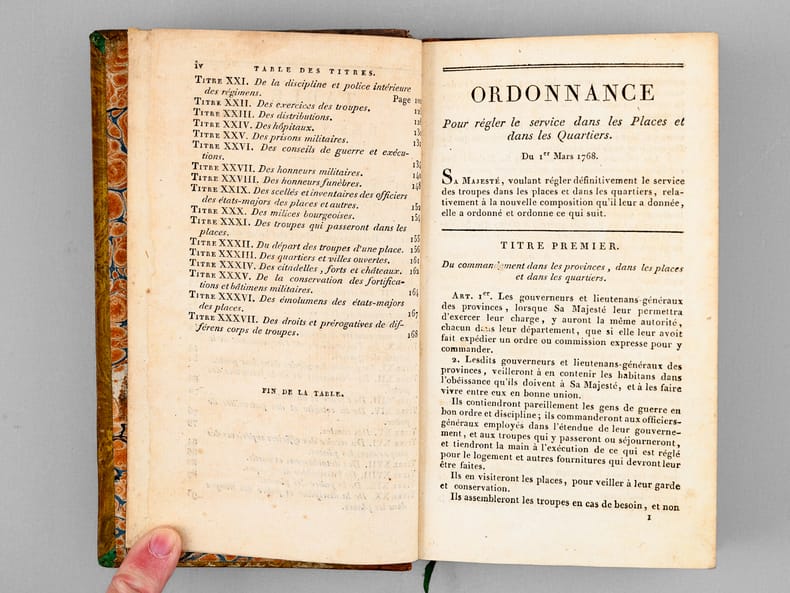 iv
TABLE DES TITRES.
TITRE XXI. De la discipline et police intérieure
des régimens. Page
TITRE XXII. Des exercices des troupes.
TITRE XXIII. Des distributions.
TITRE XXIV. Des hôpitaux.
TITRE XXV. Des prisons militaires.
TITRE XXVI. Des conseils de guerre et exécu-
tions. 134
TITRE XXVII. Des honneurs militaires. 140
TITRE XXVIII. Des honneurs funèbres. 148
TITRE XXIX. Des scellés et inventaires des officiers
des états-majors des places et autres. 152
TITRE XXX. Des milices bourgeoises. 154
TITRE XXXI. Des troupes qui passeront dans les
places. 155
TITRE XXXII. Du départ des troupes d'une place. 156
TITRE XXXIII. Des quartiers et villes ouvertes. 161
TITRE XXXIV. Des citadelles, forts et châteaux. 162
TITRE XXXV. De la conservation des fortifica-
tions et bâtimens militaires. 164
TITRE XXXVI. Des émolumens des états-majors
des places. 167
TITRE XXXVII. Des droits et prérogatives de dif-
férens corps de troupes. 168
FIN DE LA TABLE.
ORDONNANCE
Pour régler le service dans les Places et
dans les Quartiers.
Du 1er Mars 1768.
SA MAJESTÉ, voulant régler définitivement le service
des troupes dans les places et dans les quartiers, rela-
tivement à la nouvelle composition qu'il leur a donnée,
elle a ordonné et ordonne ce qui suit.
TITRE PREMIER.
Du commandement dans les provinces, dans les places
et dans les quartiers.
ART. 1er. Les gouverneurs et lieutenans-généraux
des provinces, lorsque Sa Majesté leur permettra
d'exercer leur charge, y auront la même autorité,
chacun dans leur département, que si elle leur avoit
fait expédier un ordre ou commission expresse pour y
commander.
2. Lesdits gouverneurs et lieutenans-généraux des
provinces, veilleront à en contenir les habitans dans
l'obéissance qu'ils doivent à Sa Majesté, et à les faire
vivre entre eux en bonne union.
Ils contiendront pareillement les gens de guerre en
bon ordre et discipline; ils commanderont aux officiers-
généraux employés dans l'étendue de leur gouverne-
ment, et aux troupes qui y passeront ou séjourneront,
et tiendront la main à l'exécution de ce qui est réglé
pour le logement et autres fournitures qui devront leur
être faites.
Ils en visiteront les places, pour veiller à leur garde
et conservation.
Ils assembleront les troupes en cas de besoin, et non
1